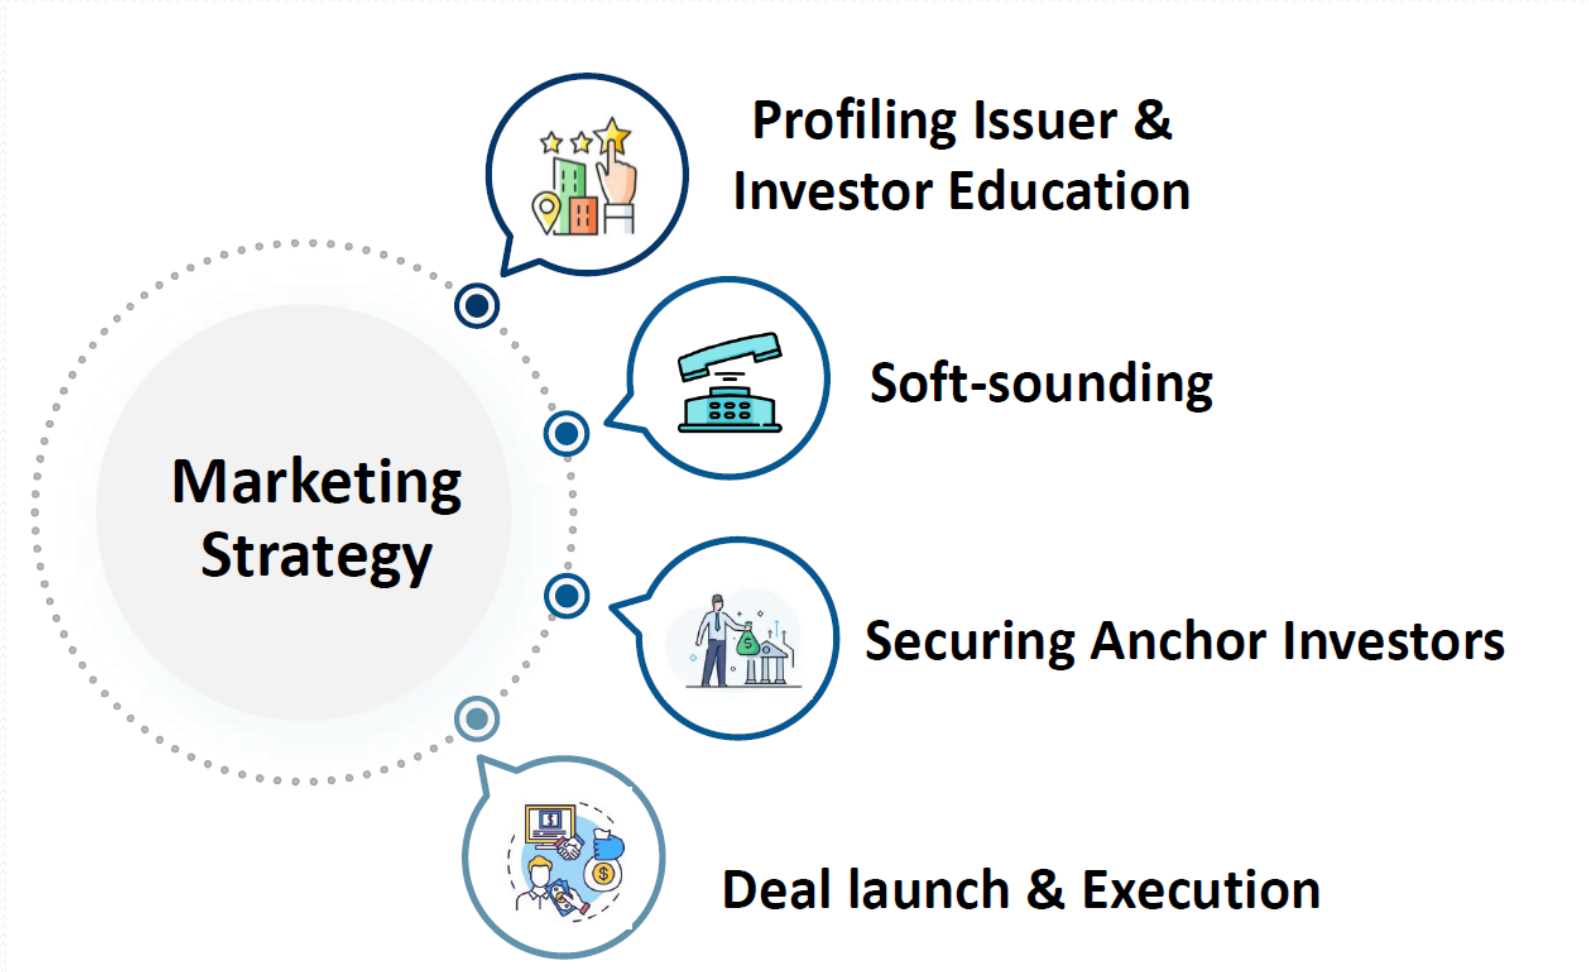 Profiling Issuer &
Investor Education
Soft-sounding
Marketing
Strategy
Securing Anchor Investors
Deal launch & Execution